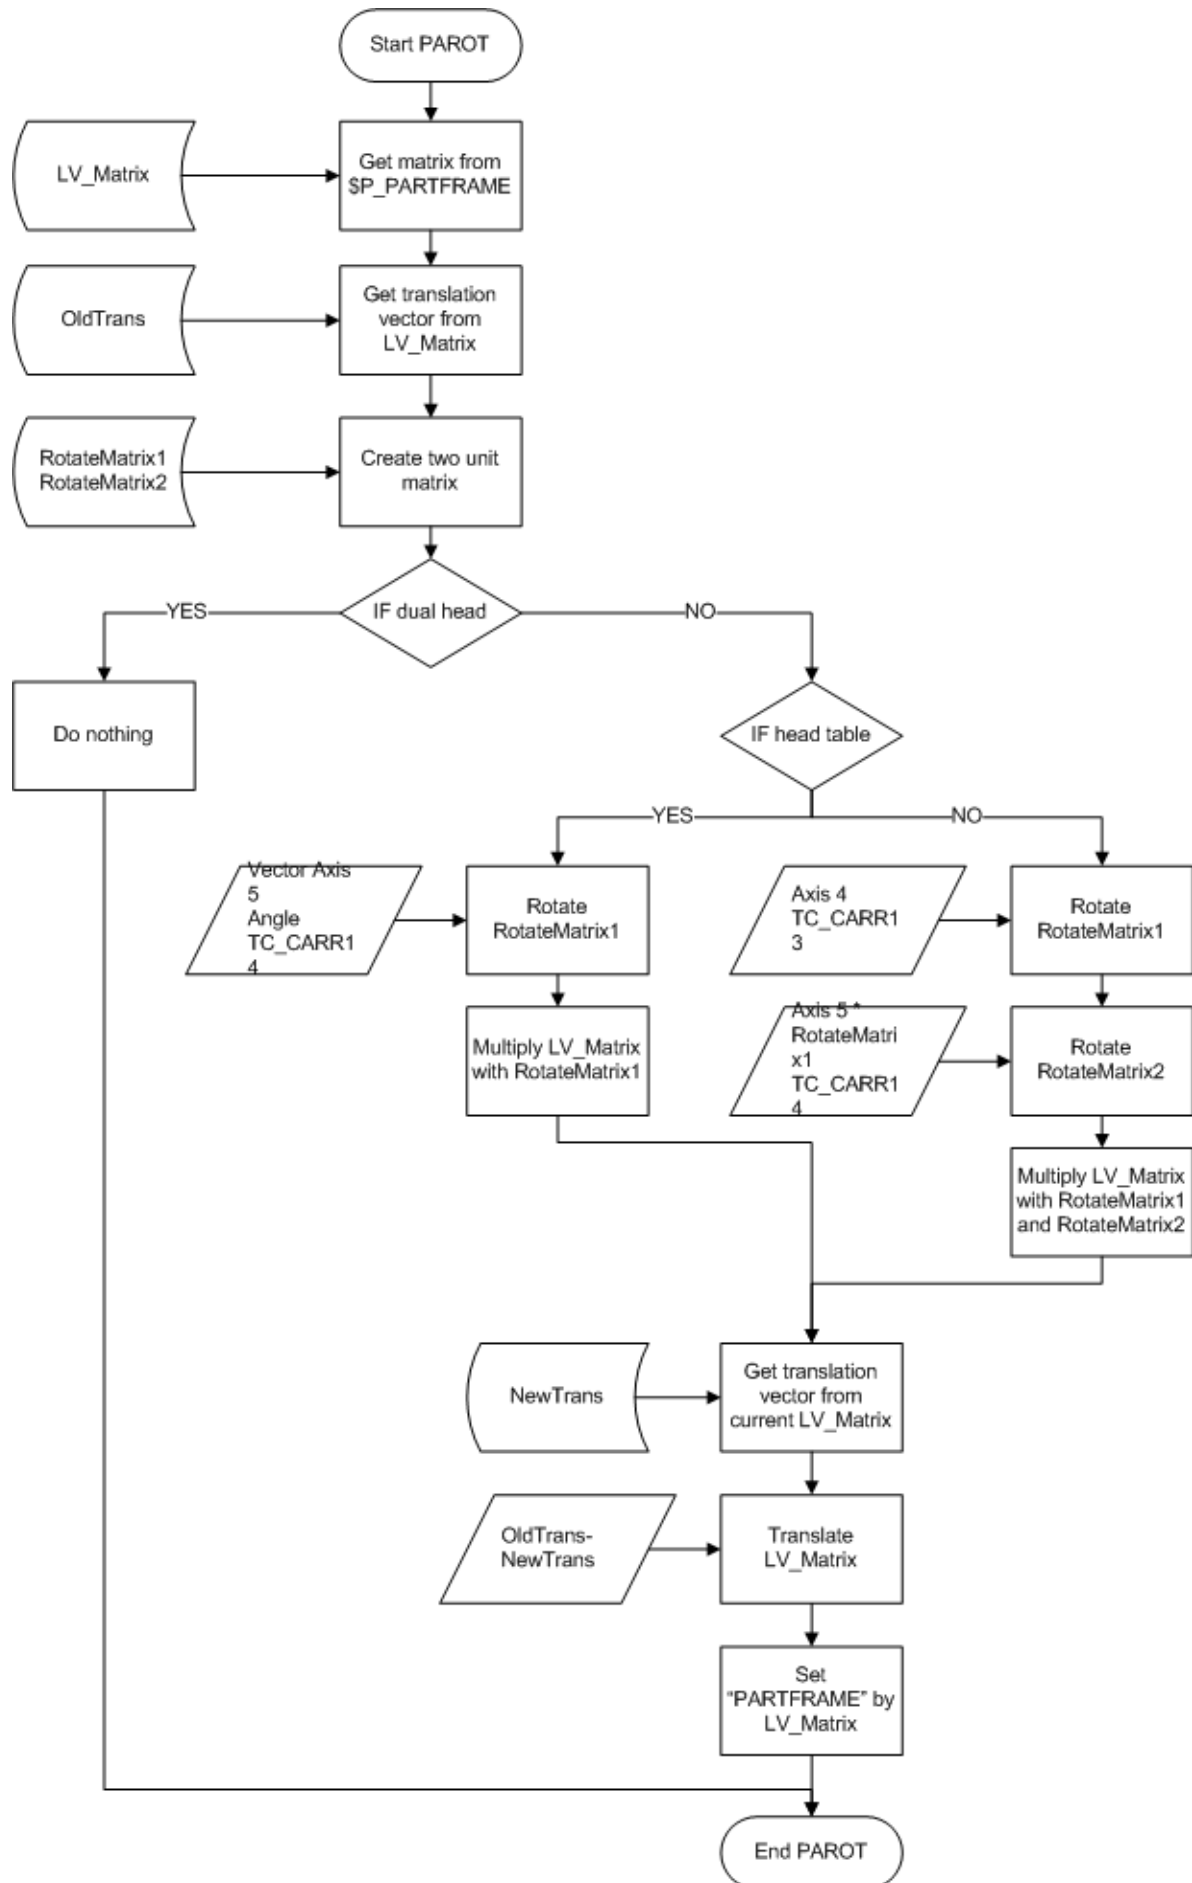 Start PAROT
LV_Matrix
Get matrix from
$P_PARTFRAME
OldTrans
Get translation
vector from
LV_Matrix
RotateMatrix1
RotateMatrix2
Create two unit
matrix
IF dual head
YES
NO
Do nothing
IF head table
YES
NO
Vector Axis
5
Angle
TC_CARR1
4
Rotate
RotateMatrix1
Axis 4
TC_CARR1
3
Rotate
RotateMatrix1
Multiply LV_Matrix
with RotateMatrix1
Axis 5 *
RotateMatri
x1
TC_CARR1
4
Rotate
RotateMatrix2
Multiply LV_Matrix
with RotateMatrix1
and RotateMatrix2
NewTrans
Get translation
vector from
current LV_Matrix
OldTrans-
NewTrans
Translate
LV_Matrix
Set
“PARTFRAME” by
LV_Matrix
End PAROT